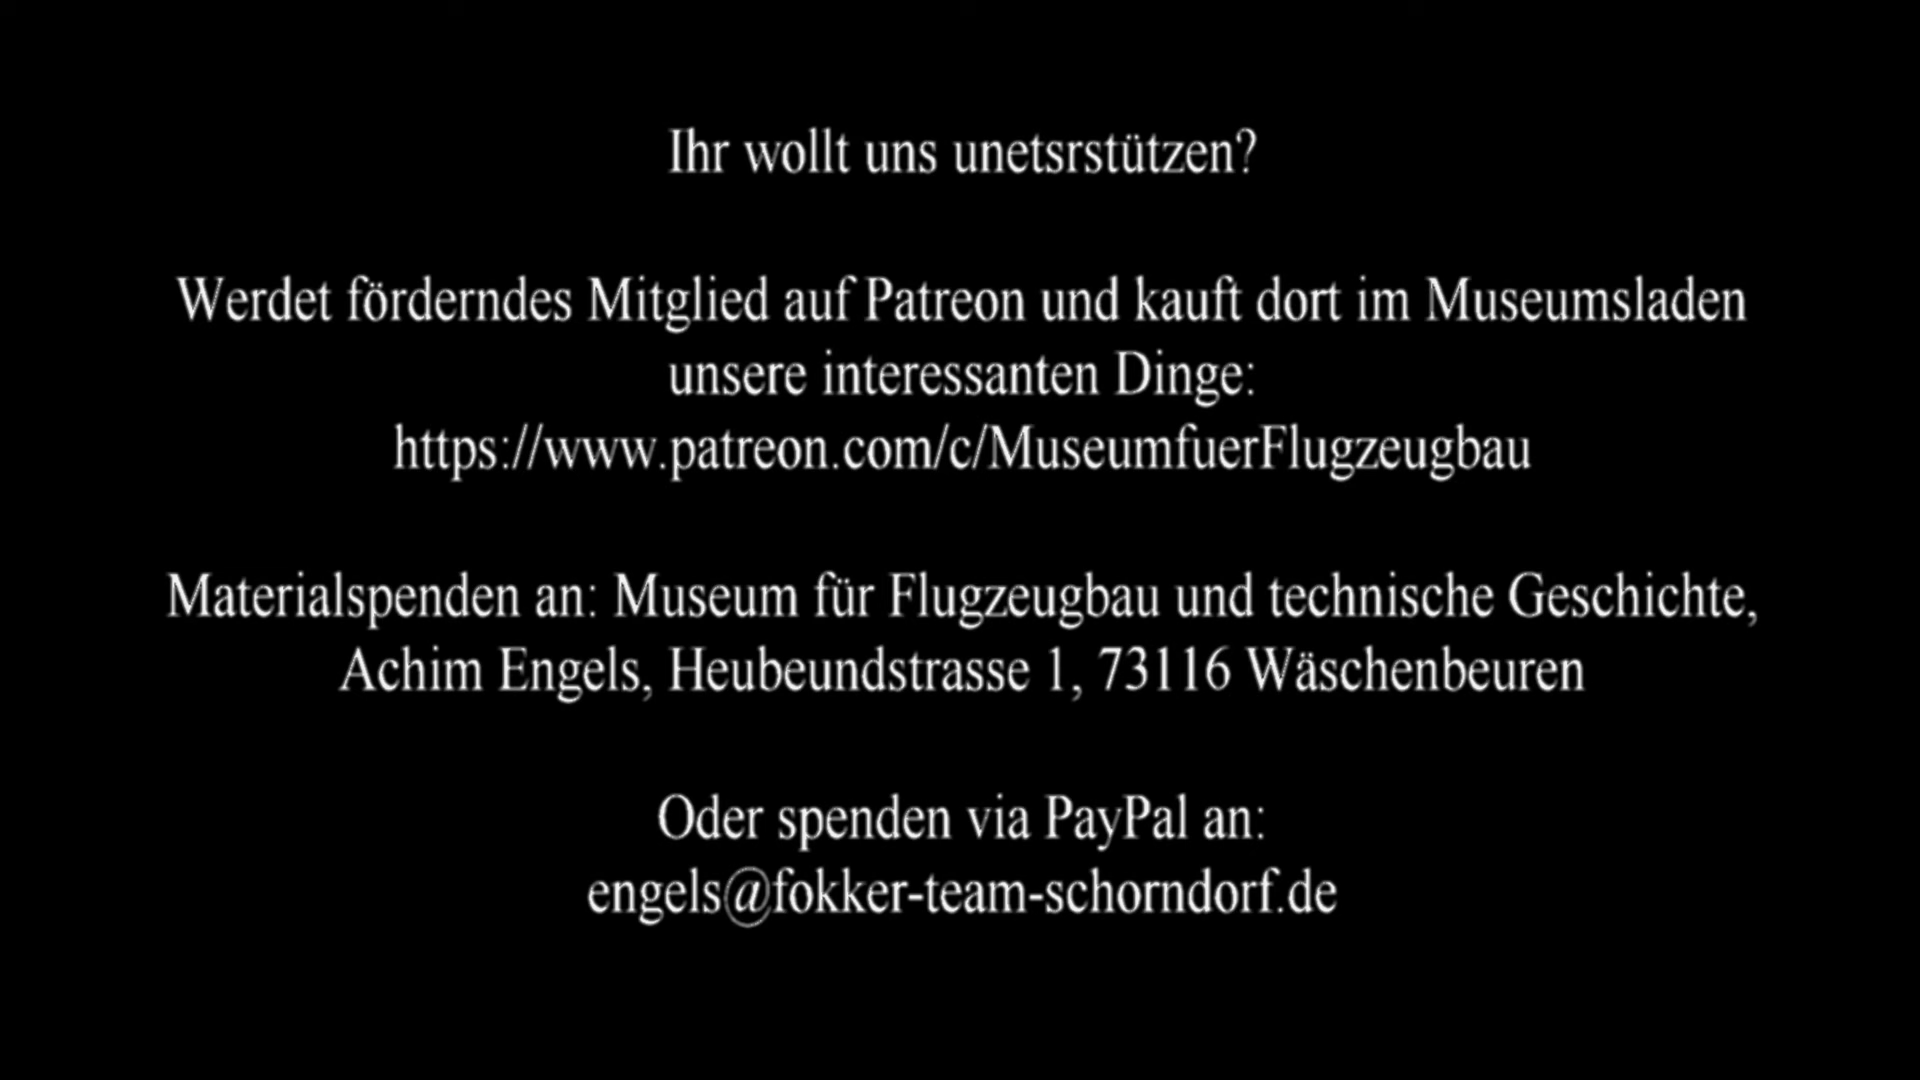 Ihr wollt uns unetsrstützen?
Werdet förderndes Mitglied auf Patreon und kauft dort im Museumsladen
unsere interessanten Dinge:
https://www.patreon.com/c/MuseumfuerFlugzeugbau
Materialspenden an: Museum für Flugzeugbau und technische Geschichte,
Achim Engels, Heubeundstrasse 1, 73116 Wäschenbeuren
Oder spenden via PayPal an:
engels@fokker-team-schorndorf.de